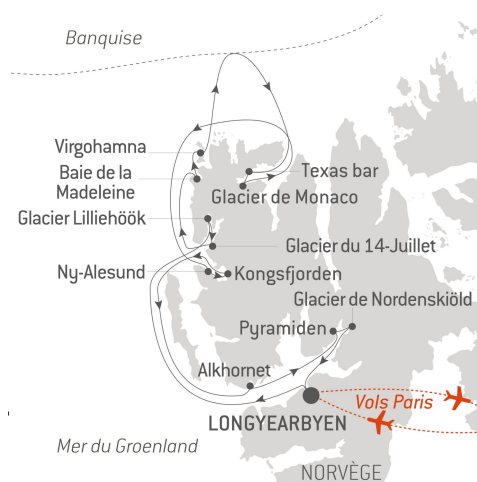 Banquise
Virgohamna
Baie de la
Madeleine
Texas bar
Glacier de Monaco
Glacier Lilliehöök
Glacier du 14-Juillet
Ny-Alesund
Kongsfjorden
Glacier de Nordenskiöld
Pyramiden
Alkhornet
Vols Paris
LONGYEARBYEN
Mer du Groenland
NORVÈGE